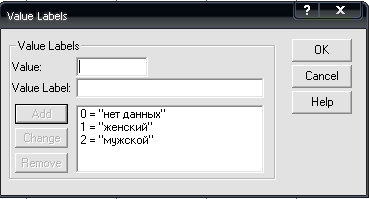 Value Labels
Value Labels
Value:
Value Label:
Add
Change
Remove
0 = "нет данных"
1 = "женский"
2 = "мужской"
OK
Cancel
Help